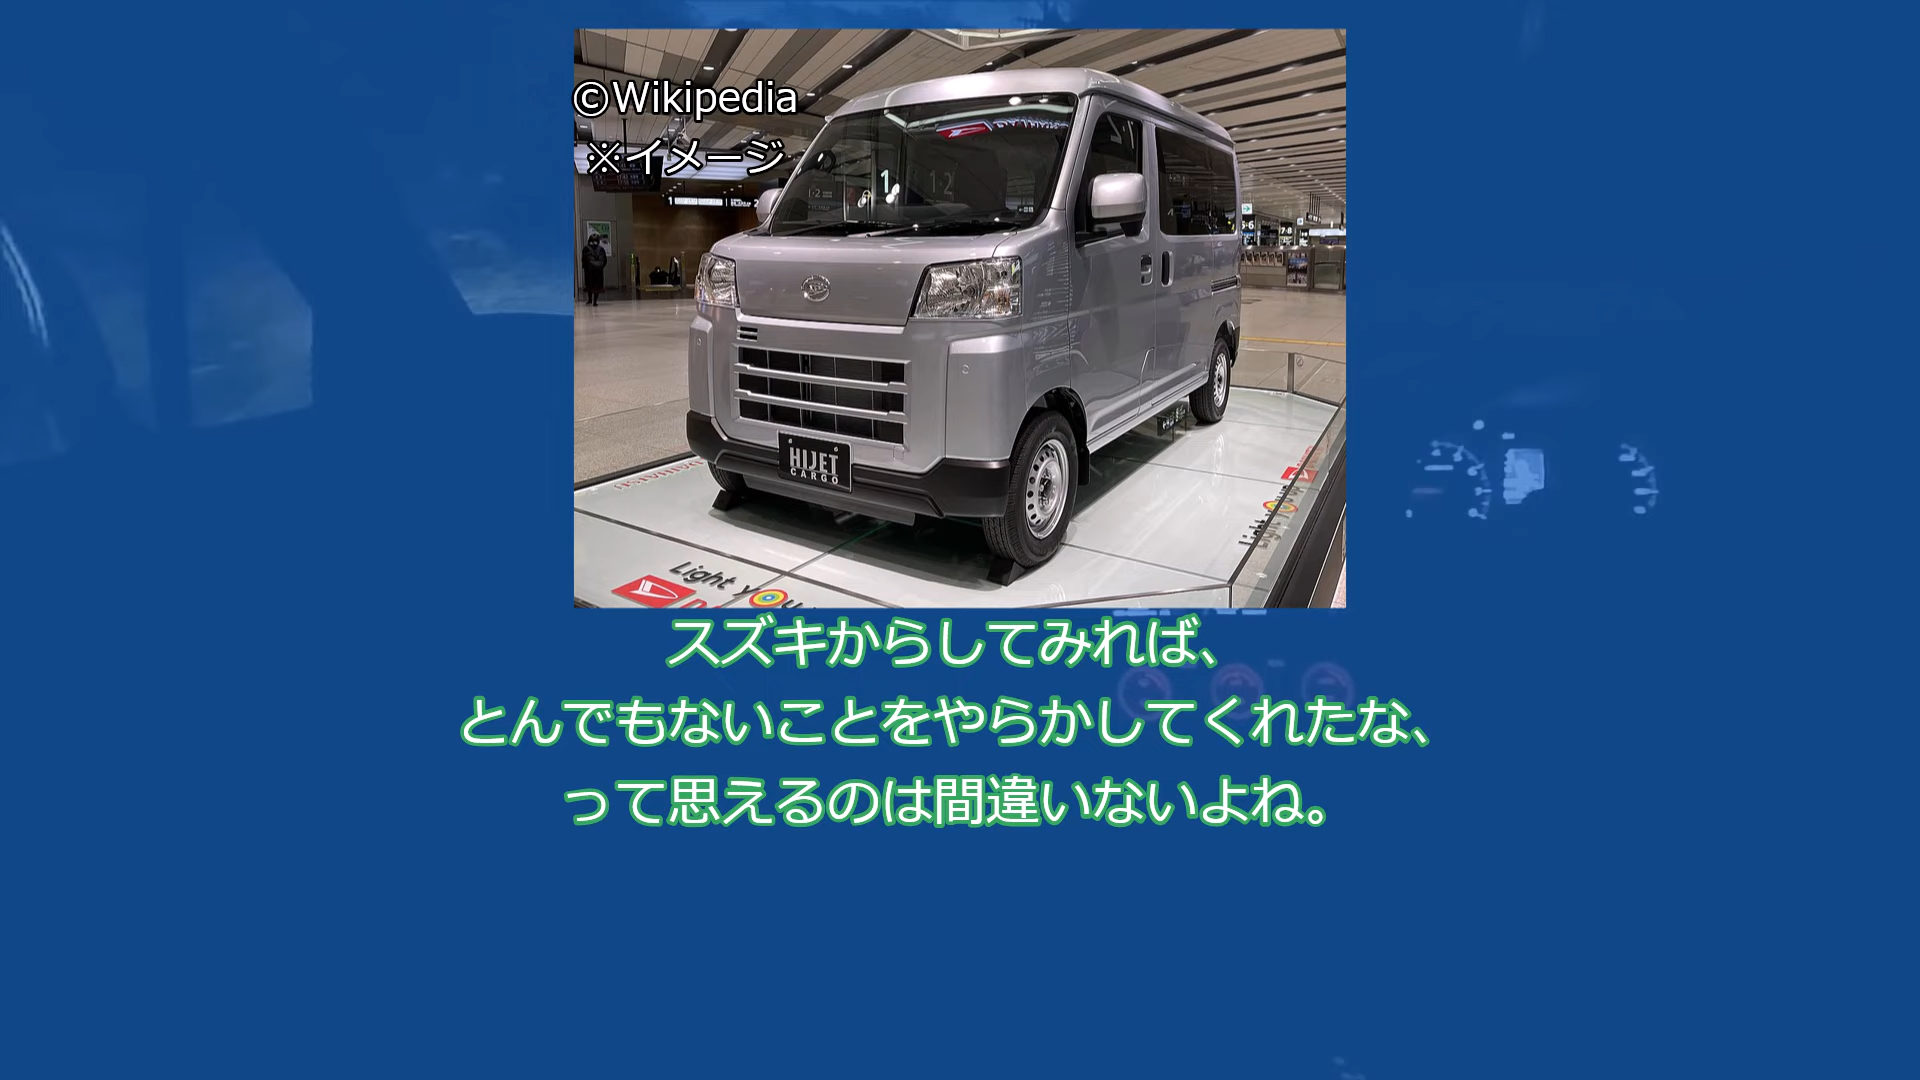 ©Wikipedia
※イメージ
HIJET
CARGO
Light you
スズキからしてみれば、
とんでもないことをやらかしてくれたな、
って思えるのは間違いないよね。